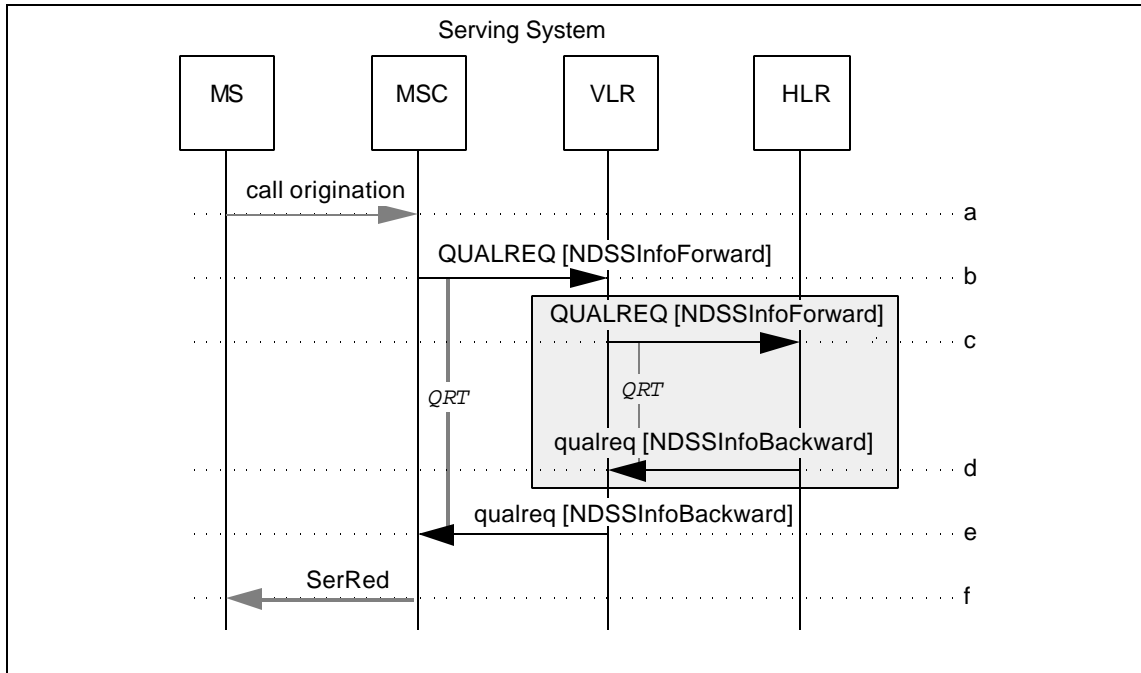 Serving System
MS
MSC
VLR
HLR
call origination
a
QUALREQ [NDSSInfoForward]
b
QUALREQ [NDSSInfoForward]
c
QRT
QRT
qualreq [NDSSInfoBackward]
d
qualreq [NDSSInfoBackward]
e
SerRed
f